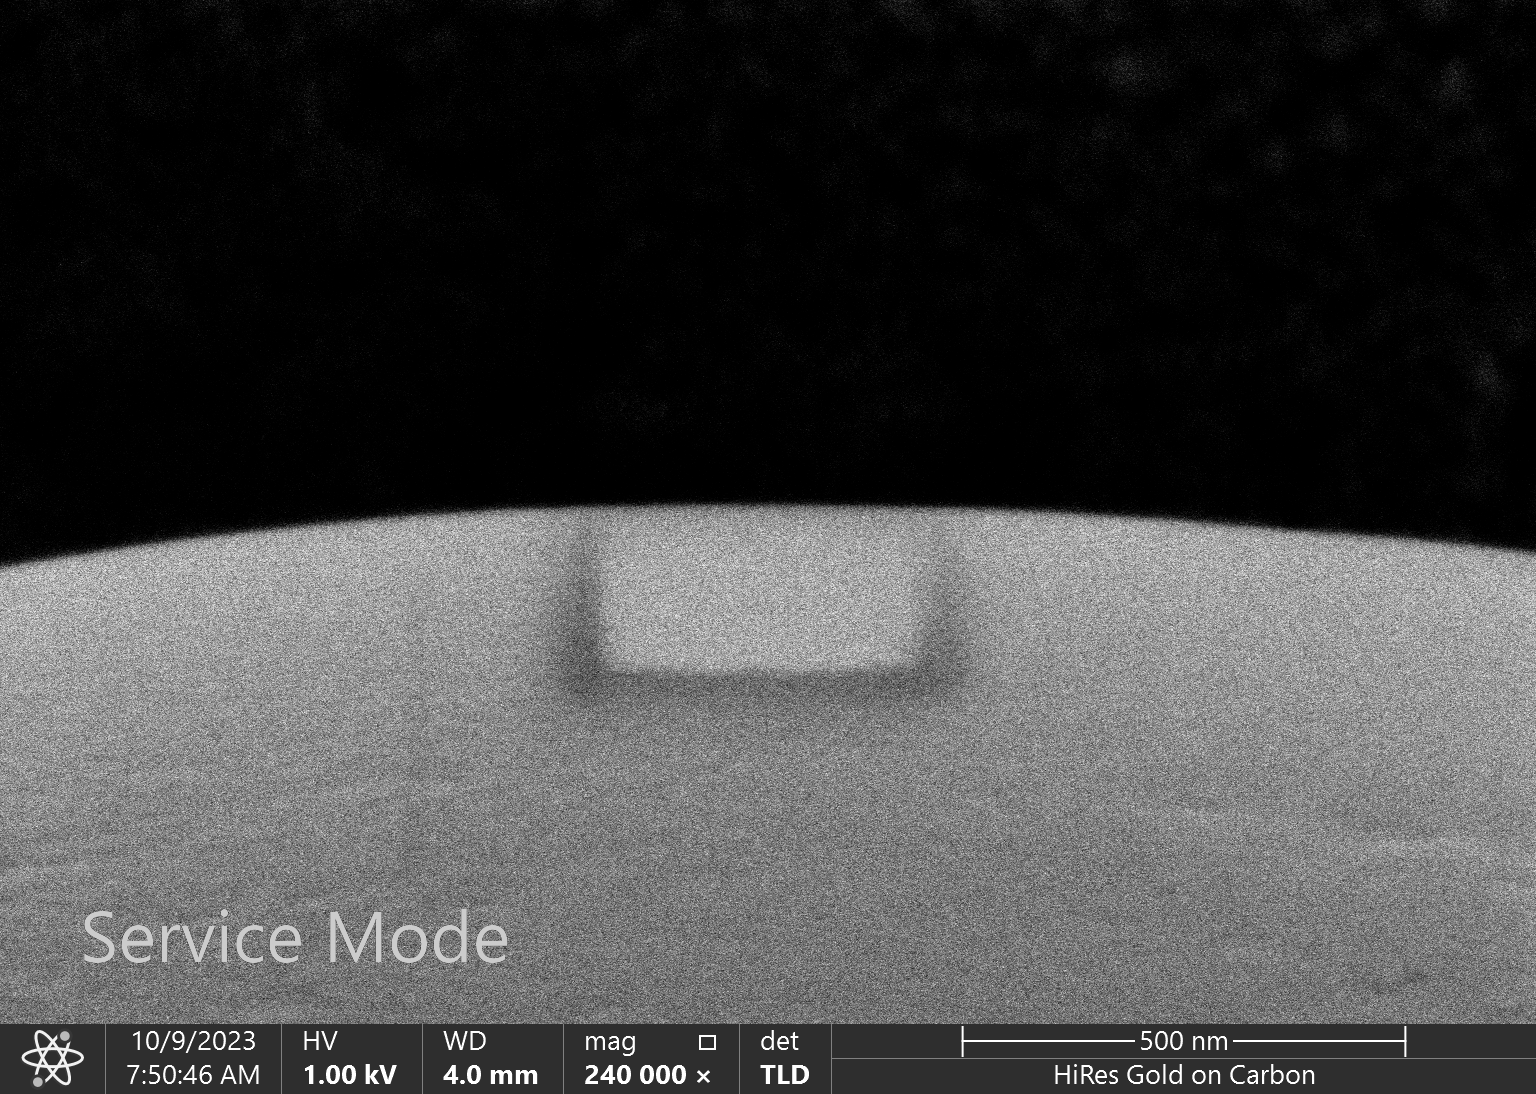 Service Mode
10/9/2023
7:50:46 AM
HV
1.00 kV
WD
4.0 mm
mag
240 000 ×
det
TLD
500 nm
HiRes Gold on Carbon